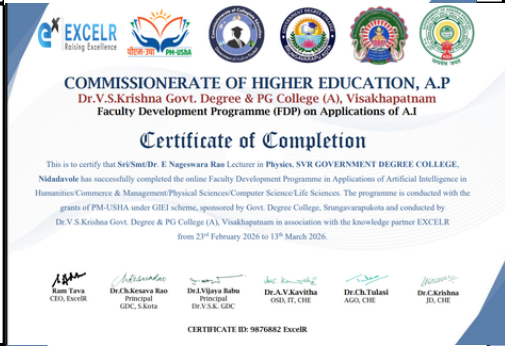 EXCELR
Raising Excellence
पीएम-उषा PM-USHA
COMMISSIONERATE OF HIGHER EDUCATION, A.P
Dr.V.S.Krishna Govt. Degree & PG College (A), Visakhapatnam
Faculty Development Programme (FDP) on Applications of A.I
Certificate of Completion
This is to certify that Sri/Smt/Dr. E Nageswara Rao Lecturer in Physics, SVR GOVERNMENT DEGREE COLLEGE,
Nidadavole has successfully completed the online Faculty Development Programme in Applications of Artificial Intelligence in
Humanities/Commerce & Management/Physical Sciences/Computer Science/Life Sciences. The programme is conducted with the
grants of PM-USHA under GIEI scheme, sponsored by Govt. Degree College, Srungavarapukota and conducted by
Dr.V.S.Krishna Govt. Degree & PG College (A), Visakhapatnam in association with the knowledge partner EXCELR
from 23rd February 2026 to 13th March 2026.
Ram Tava
CEO, ExcelR
Dr.Ch.Kesava Rao
Principal
GDC, S.Kota
Dr.I.Vijaya Babu
Principal
Dr.V.S.K. GDC
Dr.A.V.Kavitha
OSD, IT, CHE
Dr.Ch.Tulasi
AGO, CHE
Dr.C.Krishna
JD, CHE
CERTIFICATE ID: 9876882 ExcelR